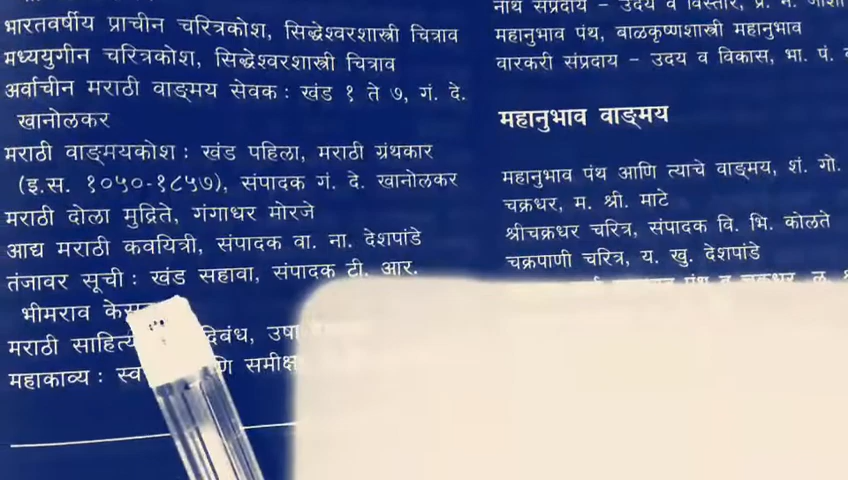 भारतवर्षीय प्राचीन चरित्रकोश, सिद्धेश्वरशास्त्री चित्राव
मध्ययुगीन चरित्रकोश, सिद्धेश्वरशास्त्री चित्राव
अर्वाचीन मराठी वाङ्मय सेवक : खंड १ ते ७, गं. दे.
खानोलकर
मराठी वाङ्मयकोश : खंड पहिला, मराठी ग्रंथकार
(इ.स. १०५०-१८५७), संपादक गं. दे. खानोलकर
मराठी दोला मुद्रिते, गंगाधर मोरजे
आद्य मराठी कवयित्री, संपादक वा. ना. देशपांडे
तंजावर सूची : खंड सहावा, संपादक टी. आर.
भीमराव
मराठी
महाकाव्य :
नाथ संप्रदाय – उदय व विस्तार, प्र. न. जोशी
महानुभाव पंथ, बाळकृष्णशास्त्री महानुभाव
वारकरी संप्रदाय – उदय व विकास, भा. पं.
महानुभाव वाङ्मय
महानुभाव पंथ आणि त्याचे वाङ्मय, शं. गो.
चक्रधर, म. श्री. माटे
श्रीचक्रधर चरित्र, संपादक वि. भि. कोलते
चक्रपाणी चरित्र, य. खु. देशपांडे